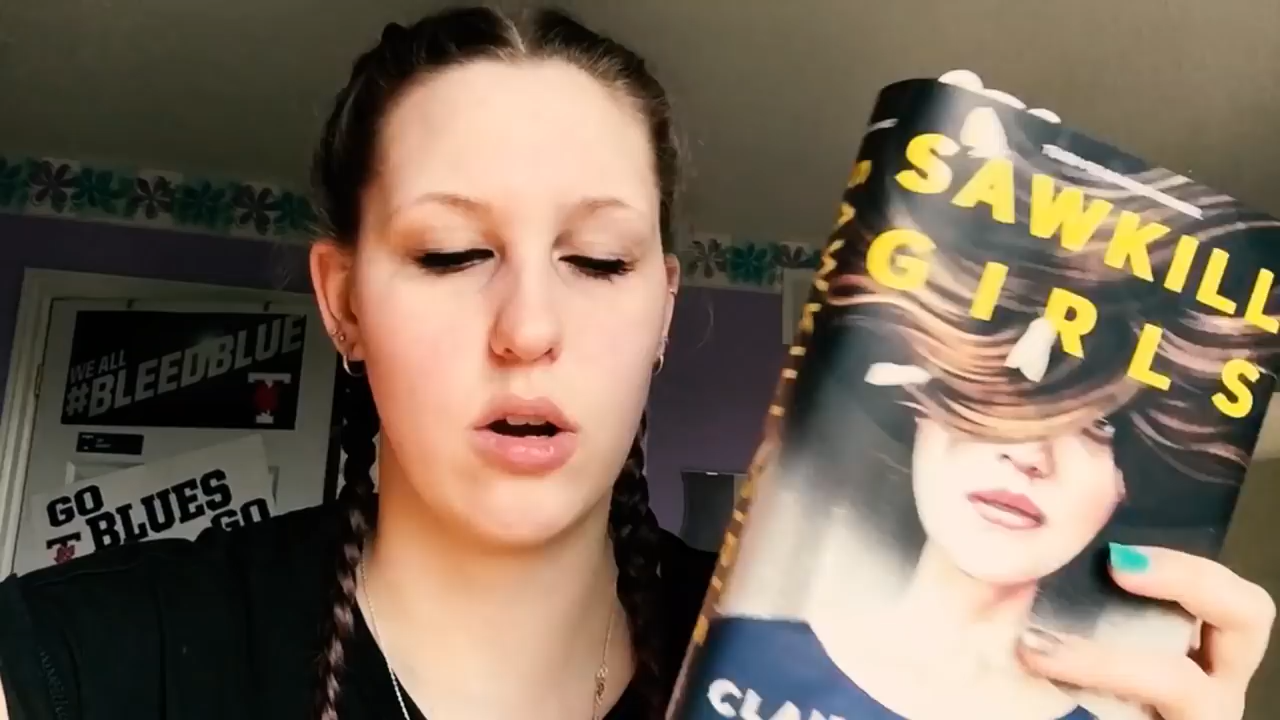 WE ALL
#BLEEDBLUE
T
GO
BLUES
GO
T
SAWKILL
GIRLS